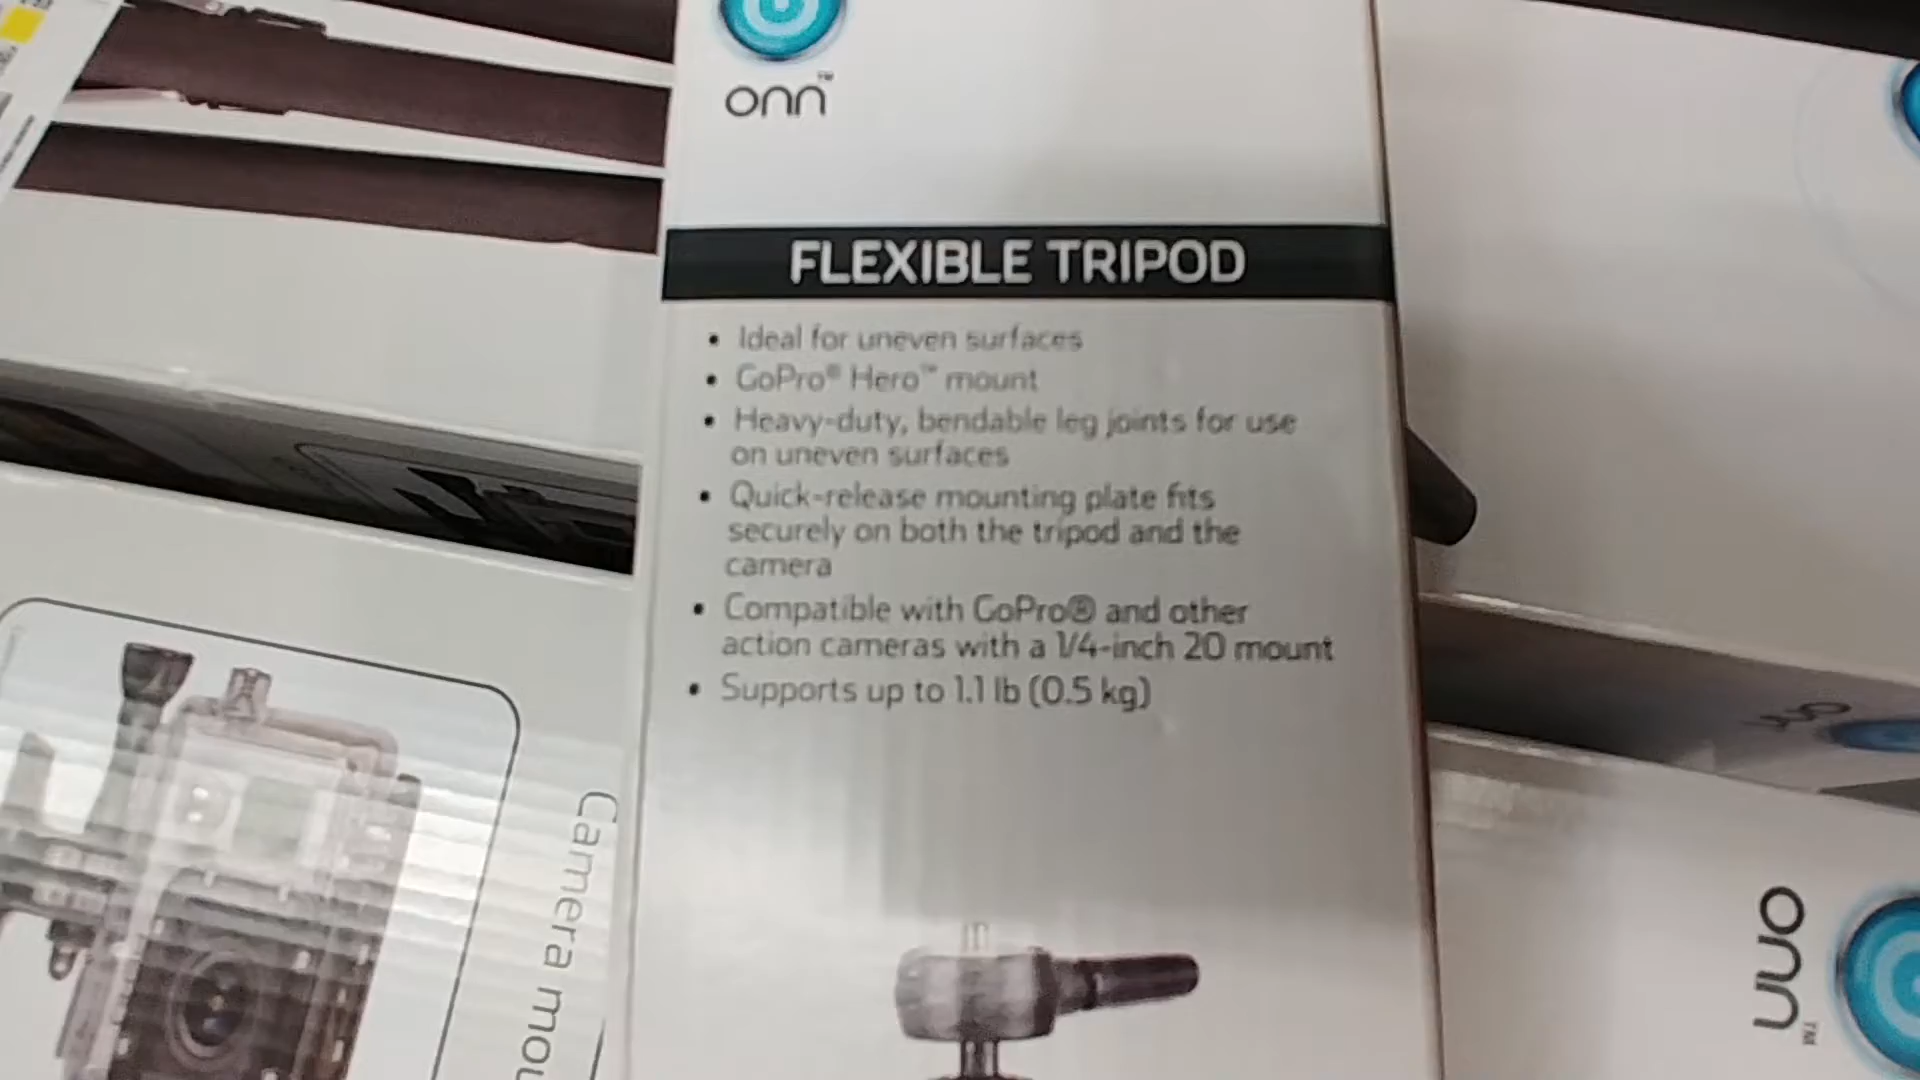 onn™
FLEXIBLE TRIPOD
• Ideal for uneven surfaces
• GoPro® Hero™ mount
• Heavy-duty, bendable leg joints for use
on uneven surfaces
• Quick-release mounting plate fits
securely on both the tripod and the
camera
• Compatible with GoPro® and other
action cameras with a 1/4-inch 20 mount
• Supports up to 1.1 lb (0.5 kg)
Camera
onn
onn™